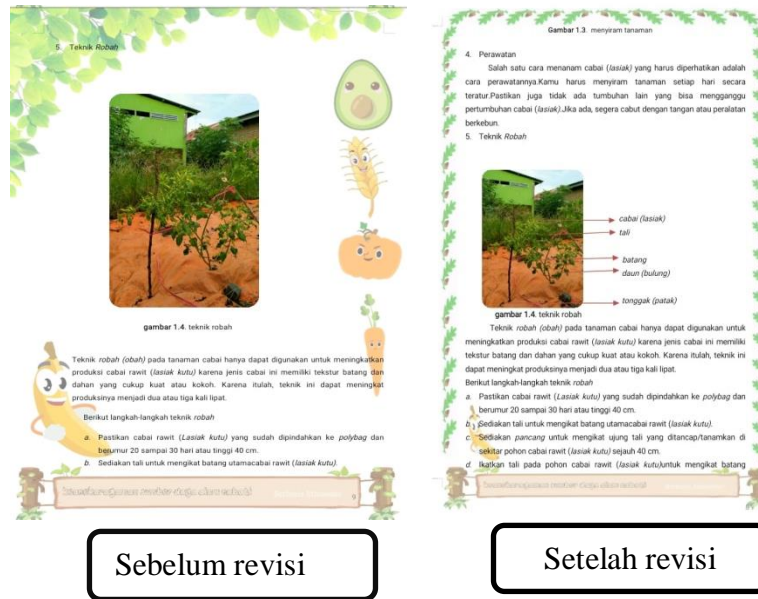 5. Teknik Robah
gambar 1.4. teknik robah
Teknik robah (obah) pada tanaman cabai hanya dapat digunakan untuk meningkatkan
produksi cabai rawit (lasiak kutu) karena jenis cabai ini memiliki tekstur batang dan
dahan yang cukup kuat atau kokoh. Karena itulah, teknik ini dapat meningkat
produksinya menjadi dua atau tiga kali lipat.
Berikut langkah-langkah teknik robah
a. Pastikan cabai rawit (Lasiak kutu) yang sudah dipindahkan ke polybag dan
berumur 20 sampai 30 hari atau tinggi 40 cm.
b. Sediakan tali untuk mengikat batang utamacabai rawit (lasiak kutu).
9
Sebelum revisi
Gambar 1.3. menyiram tanaman
4. Perawatan
Salah satu cara menanam cabai (lasiak) yang harus diperhatikan adalah
cara perawatannya.Kamu harus menyiram tanaman setiap hari secara
teratur.Pastikan juga tidak ada tumbuhan lain yang bisa mengganggu
pertumbuhan cabai (lasiak).Jika ada, segera cabut dengan tangan atau peralatan
berkebun.
5. Teknik Robah
cabai (lasiak)
tali
batang
daun (bulung)
tonggak (patak)
gambar 1.4. teknik robah
Teknik robah (obah) pada tanaman cabai hanya dapat digunakan untuk
meningkatkan produksi cabai rawit (lasiak kutu) karena jenis cabai ini memiliki
tekstur batang dan dahan yang cukup kuat atau kokoh. Karena itulah, teknik ini
dapat meningkat produksinya menjadi dua atau tiga kali lipat.
Berikut langkah-langkah teknik robah
a. Pastikan cabai rawit (Lasiak kutu) yang sudah dipindahkan ke polybag dan
berumur 20 sampai 30 hari atau tinggi 40 cm.
b. Sediakan tali untuk mengikat batang utamacabai rawit (lasiak kutu).
c. Sediakan pancang untuk mengikat ujung tali yang ditancap/tanamkan di
sekitar pohon cabai rawit (lasiak kutu) sejauh 40 cm.
d. Ikatkan tali pada pohon cabai rawit (lasiak kutu)untuk mengikat batang
Setelah revisi